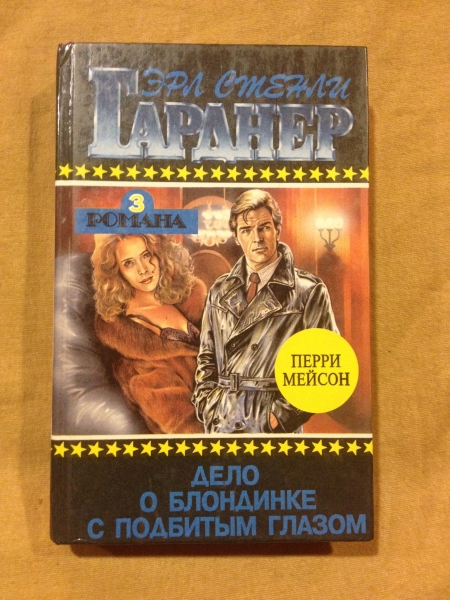 ЭРЛ СТЕНЛИ
ГАРДНЕР
3
РОМАНА
ПЕРРИ
МЕЙСОН
ДЕЛО
О БЛОНДИНКЕ
С ПОДБИТЫМ ГЛАЗОМ